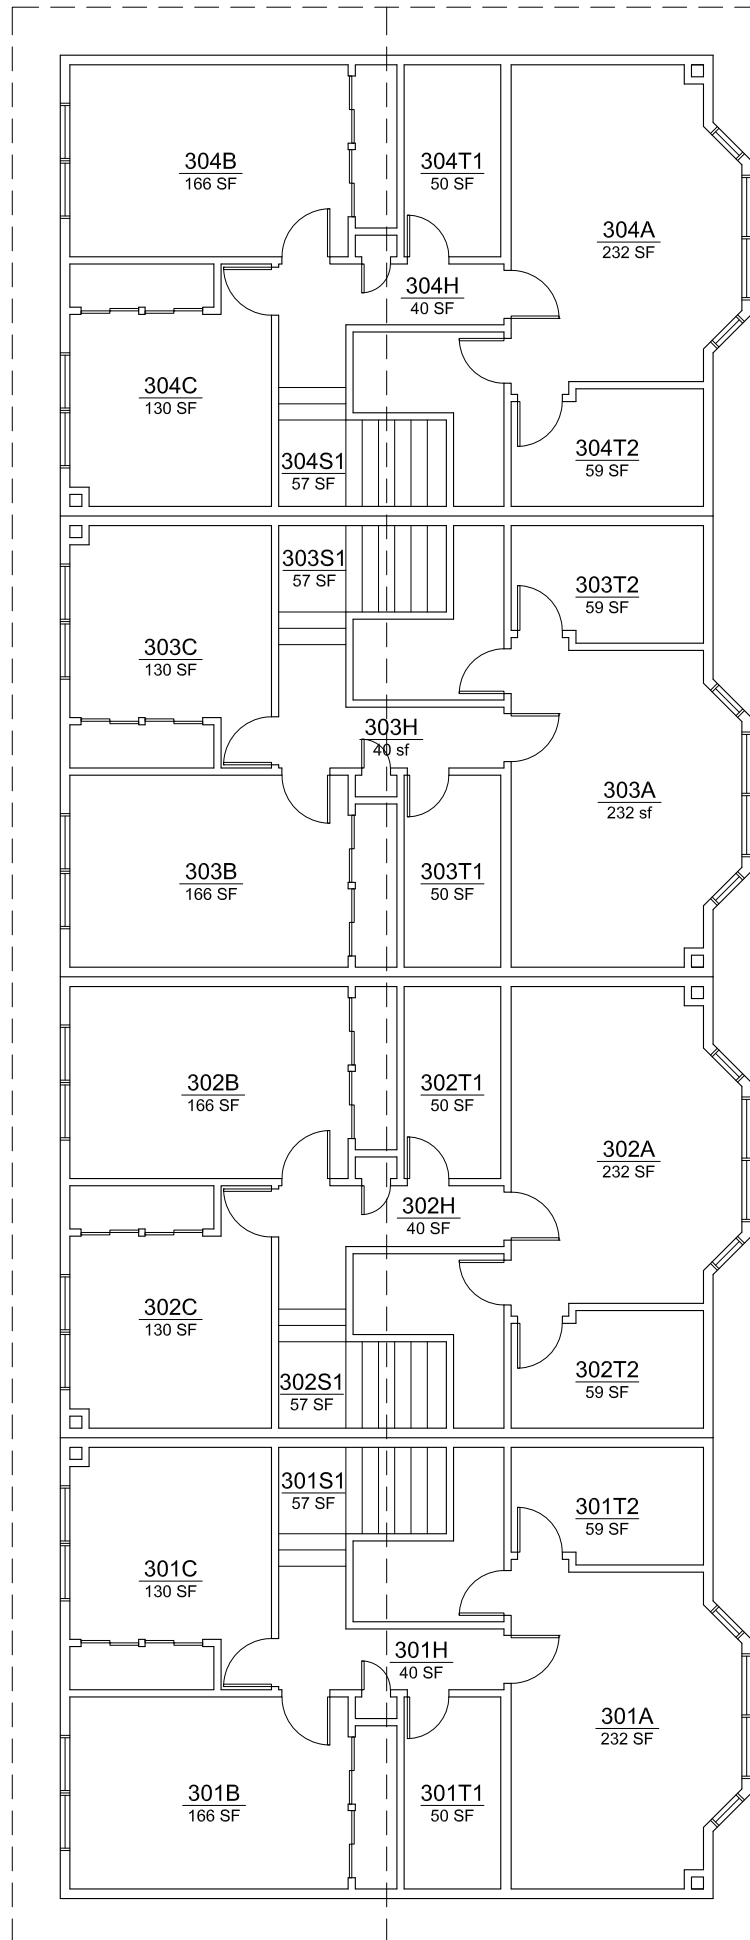 304B
166 SF
304T1
50 SF
304A
232 SF
304H
40 SF
304C
130 SF
304S1
57 SF
304T2
59 SF
303S1
57 SF
303T2
59 SF
303C
130 SF
303H
40 sf
303A
232 sf
303B
166 SF
303T1
50 SF
302B
166 SF
302T1
50 SF
302A
232 SF
302H
40 SF
302C
130 SF
302S1
57 SF
302T2
59 SF
301S1
57 SF
301T2
59 SF
301C
130 SF
301H
40 SF
301A
232 SF
301B
166 SF
301T1
50 SF